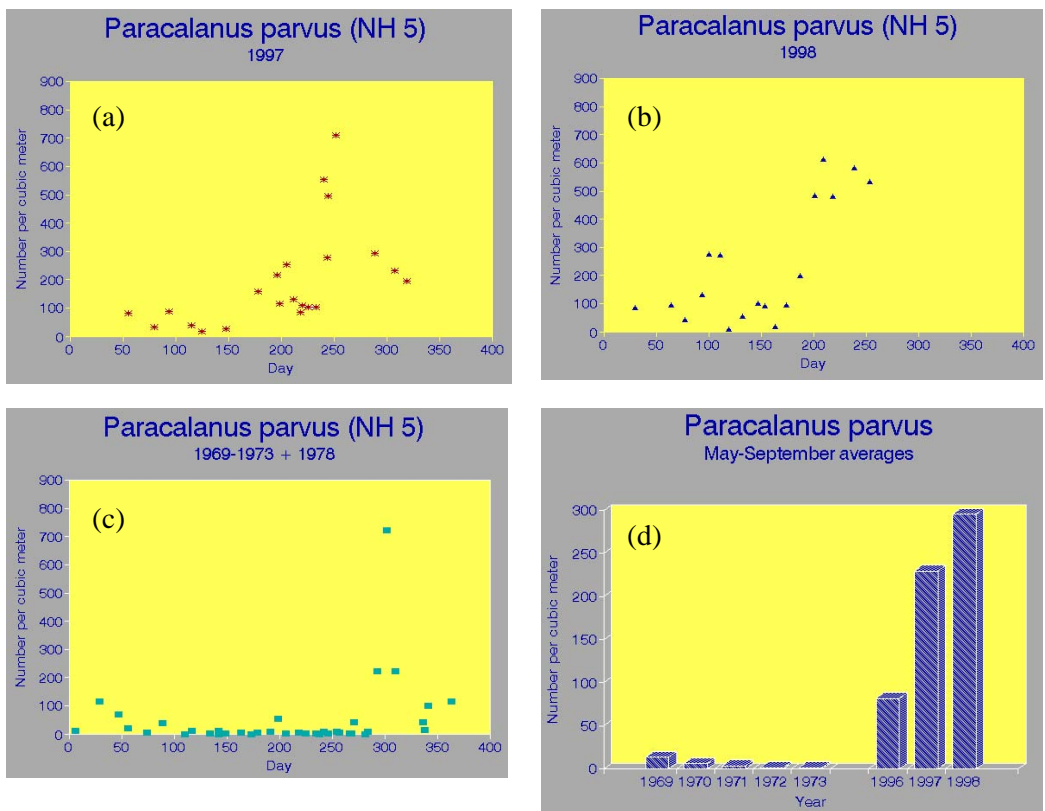 Paracalanus parvus (NH 5)
1997
(a)
Number per cubic meter
900
800
700
600
500
400
300
200
100
0
0 50 100 150 200 250 300 350 400
Day
Paracalanus parvus (NH 5)
1998
(b)
Number per cubic meter
900
800
700
600
500
400
300
200
100
0
0 50 100 150 200 250 300 350 400
Day
Paracalanus parvus (NH 5)
1969-1973 + 1978
(c)
Number per cubic meter
900
800
700
600
500
400
300
200
100
0
0 50 100 150 200 250 300 350 400
Day
Paracalanus parvus
May-September averages
(d)
Number per cubic meter
300
250
200
150
100
50
0
1969 1970 1971 1972 1973 1996 1997 1998
Year